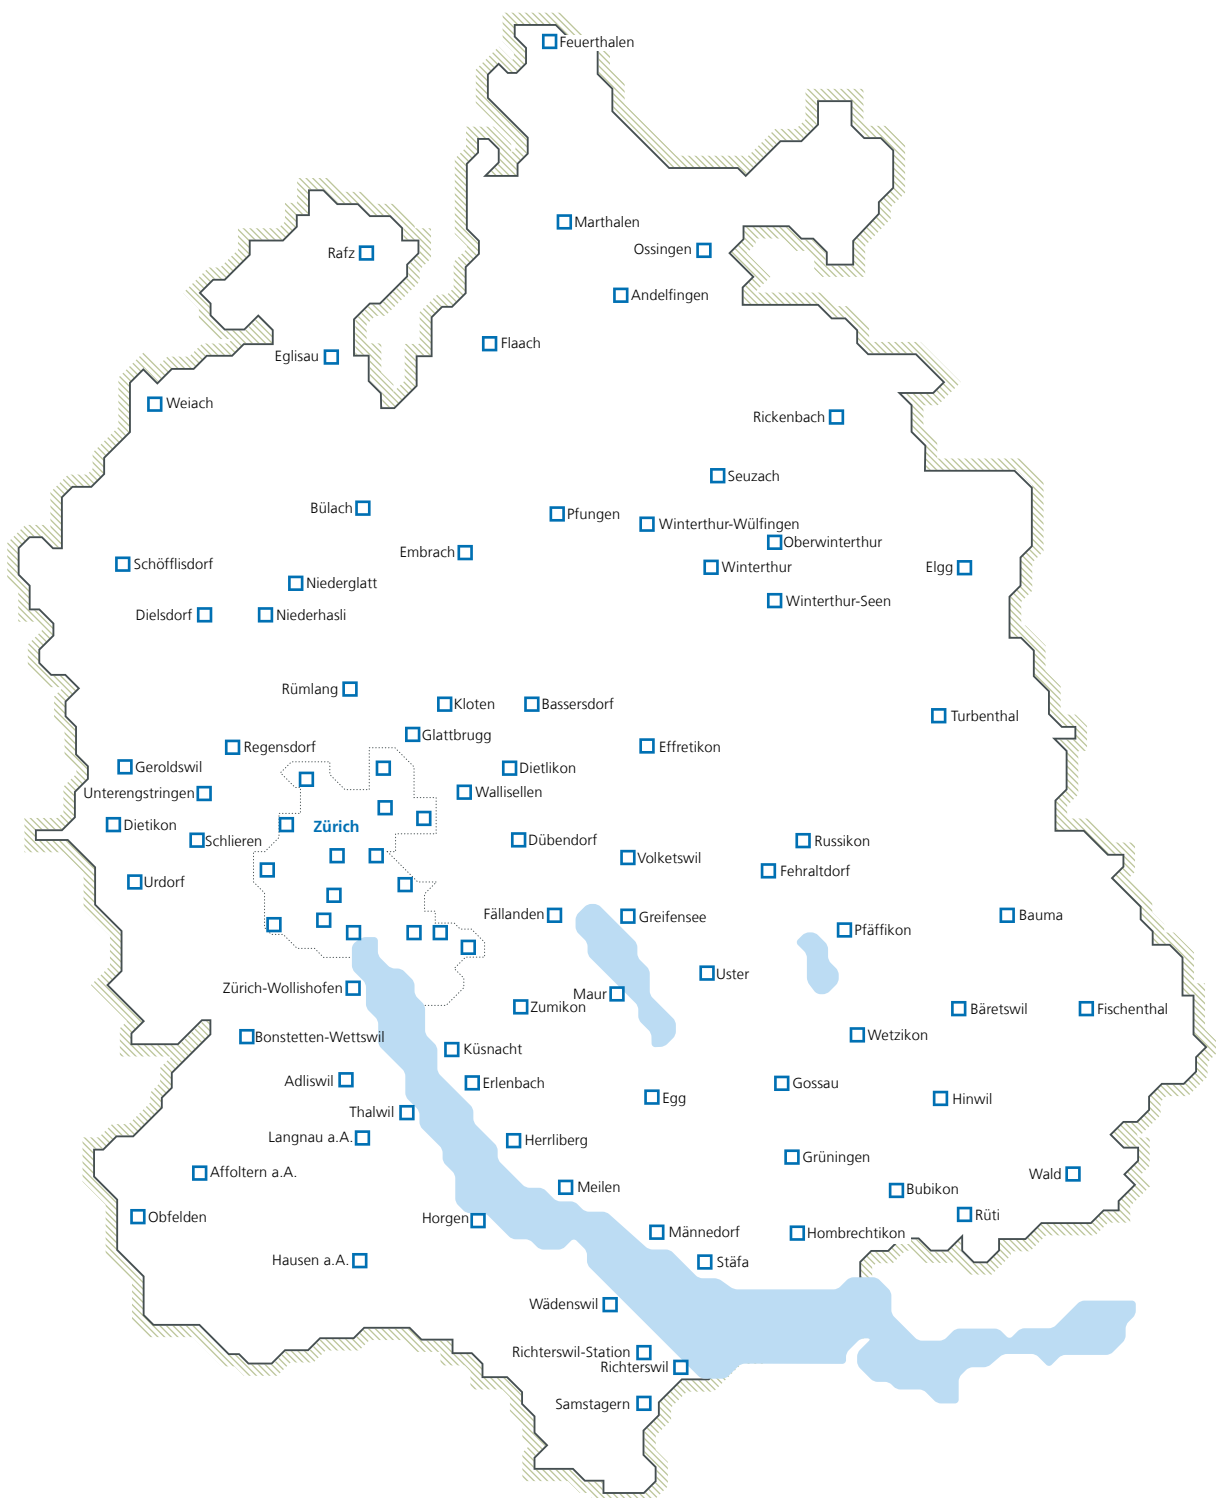 Feuerthalen
Marthalen
Ossingen
Rafz
Andelfingen
Flaach
Eglisau
Weiach
Rickenbach
Seuzach
Bülach
Pfungen
Winterthur-Wülfingen
Oberwinterthur
Embrach
Schöfflisdorf
Winterthur
Elgg
Niederglatt
Winterthur-Seen
Dielsdorf
Niederhasli
Rümlang
Kloten
Bassersdorf
Turbenthal
Glattbrugg
Regensdorf
Effretikon
Geroldswil
Dietlikon
Unterengstringen
Wallisellen
Dietikon
Zürich
Schlieren
Dübendorf
Russikon
Volketswil
Fehraltdorf
Urdorf
Fällanden
Greifensee
Bauma
Pfäffikon
Uster
Zürich-Wollishofen
Maur
Zumikon
Bäretswil
Fischenthal
Bonstetten-Wettswil
Wetzikon
Küsnacht
Adliswil
Erlenbach
Gossau
Egg
Hinwil
Thalwil
Langnau a.A.
Herrliberg
Grüningen
Affoltern a.A.
Wald
Meilen
Bubikon
Obfelden
Horgen
Rüti
Männedorf
Hombrechtikon
Hausen a.A.
Stäfa
Wädenswil
Richterswil-Station
Richterswil
Samstagern